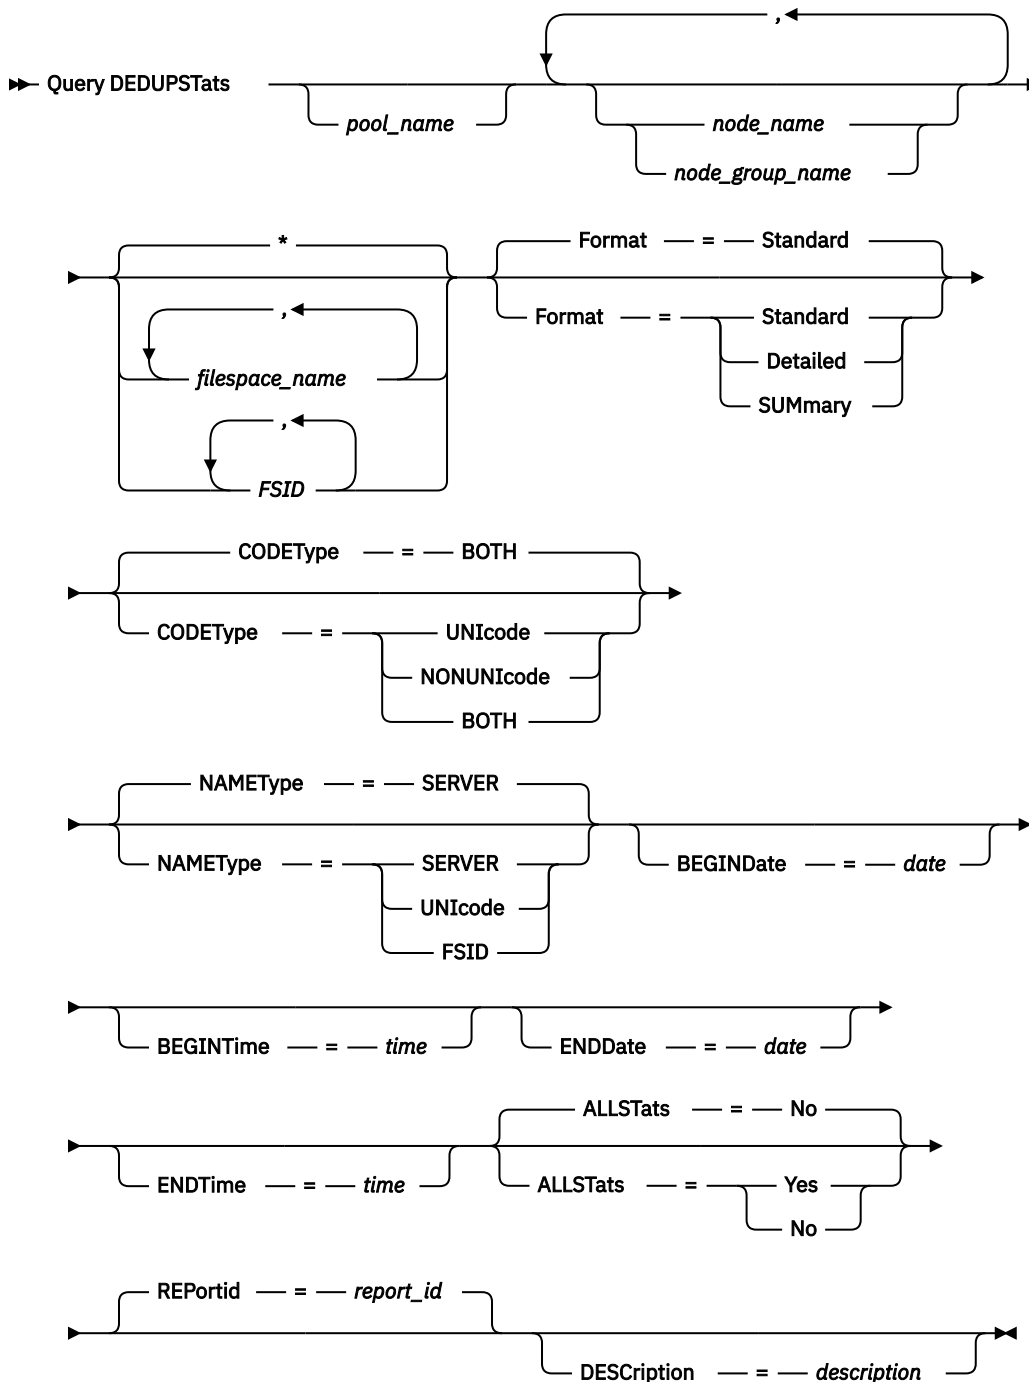 ,
Query DEDUPSTats
pool_name
node_name
node_group_name
*
Format = Standard
,
Format = Standard
filespace_name
Detailed
SUMmary
,
FSID
CODEType = BOTH
CODEType = UNIcode
NONUNIcode
BOTH
NAMEType = SERVER
NAMEType = SERVER
BEGINDate = date
UNIcode
FSID
BEGINTime = time
ENDDate = date
ALLSTats = No
ENDTime = time
ALLSTats = Yes
No
REPortid = report_id
DESCription = description